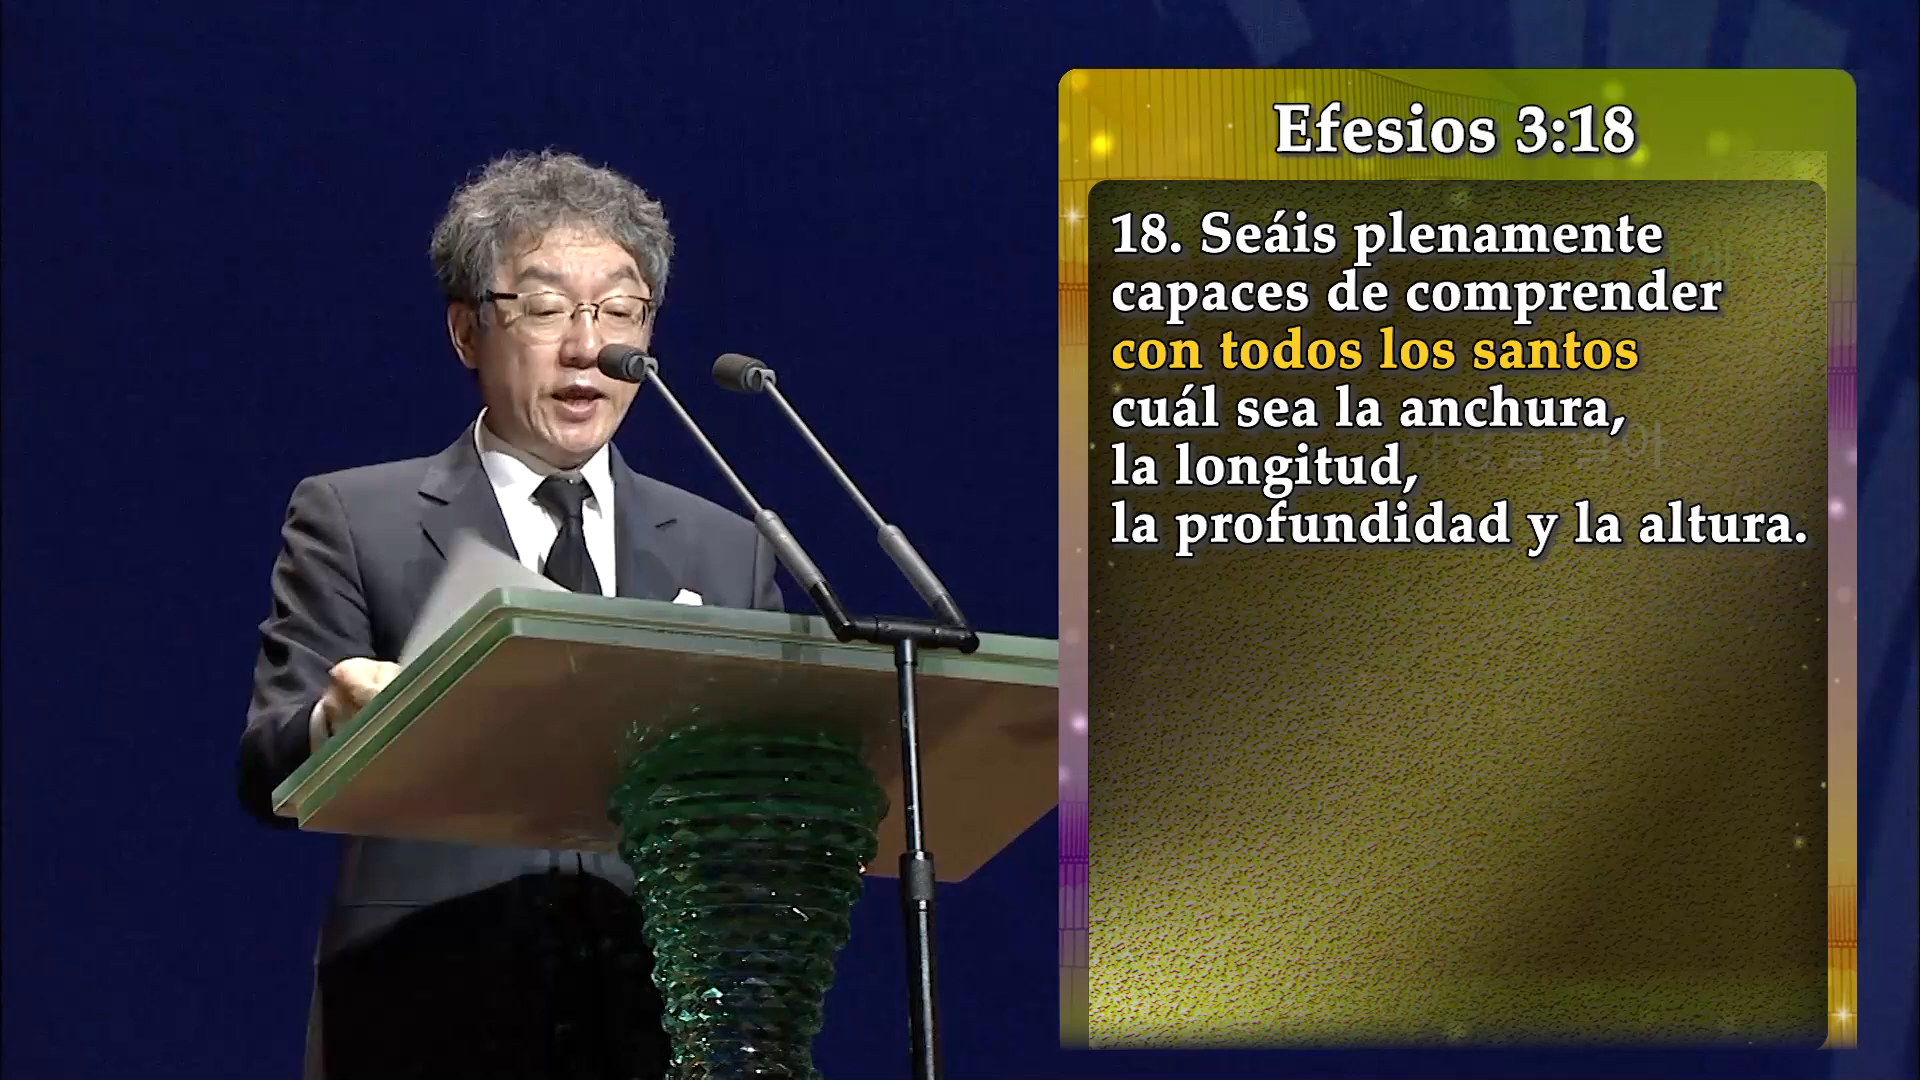 Efesios 3:18
18. Seáis plenamente
capaces de comprender
con todos los santos
cuál sea la anchura,
la longitud,
la profundidad y la altura.